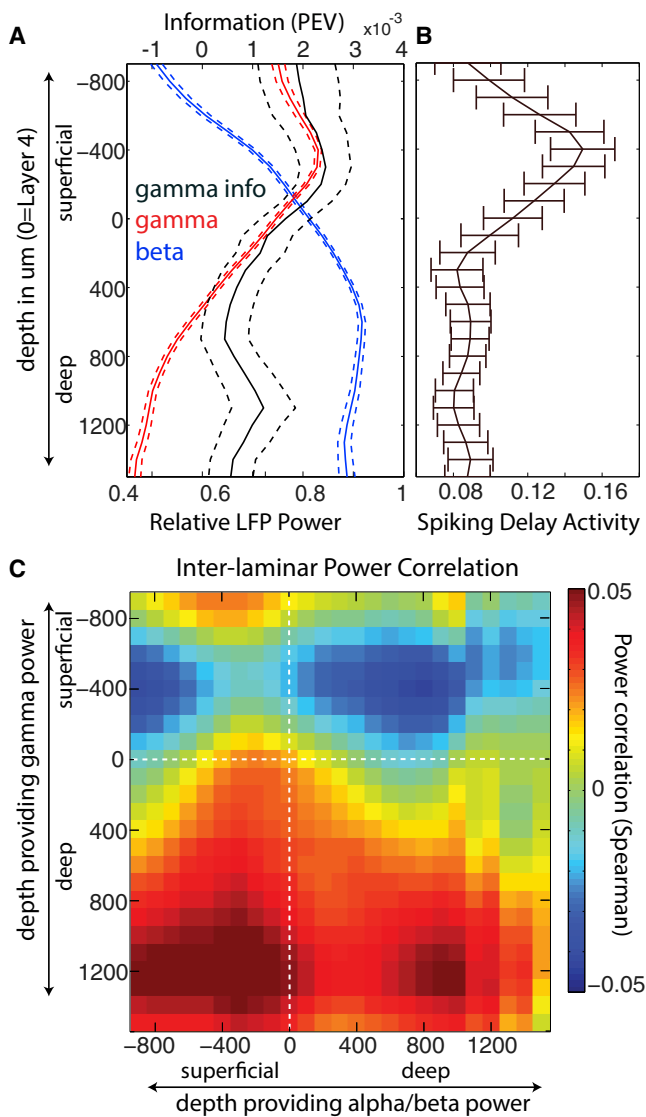 A
Information (PEV)
×10⁻³
B
-1 0 1 2 3 4
−800
−400
0
400
800
1200
superficial
depth in um (0=Layer 4)
deep
gamma info
gamma
beta
0.4 0.6 0.8 1
Relative LFP Power
0.08 0.12 0.16
Spiking Delay Activity
C
Inter-laminar Power Correlation
−800
−400
0
400
800
1200
superficial
depth providing gamma power
deep
0.05
0
−0.05
Power correlation (Spearman)
−800 −400 0 400 800 1200
superficial deep
depth providing alpha/beta power